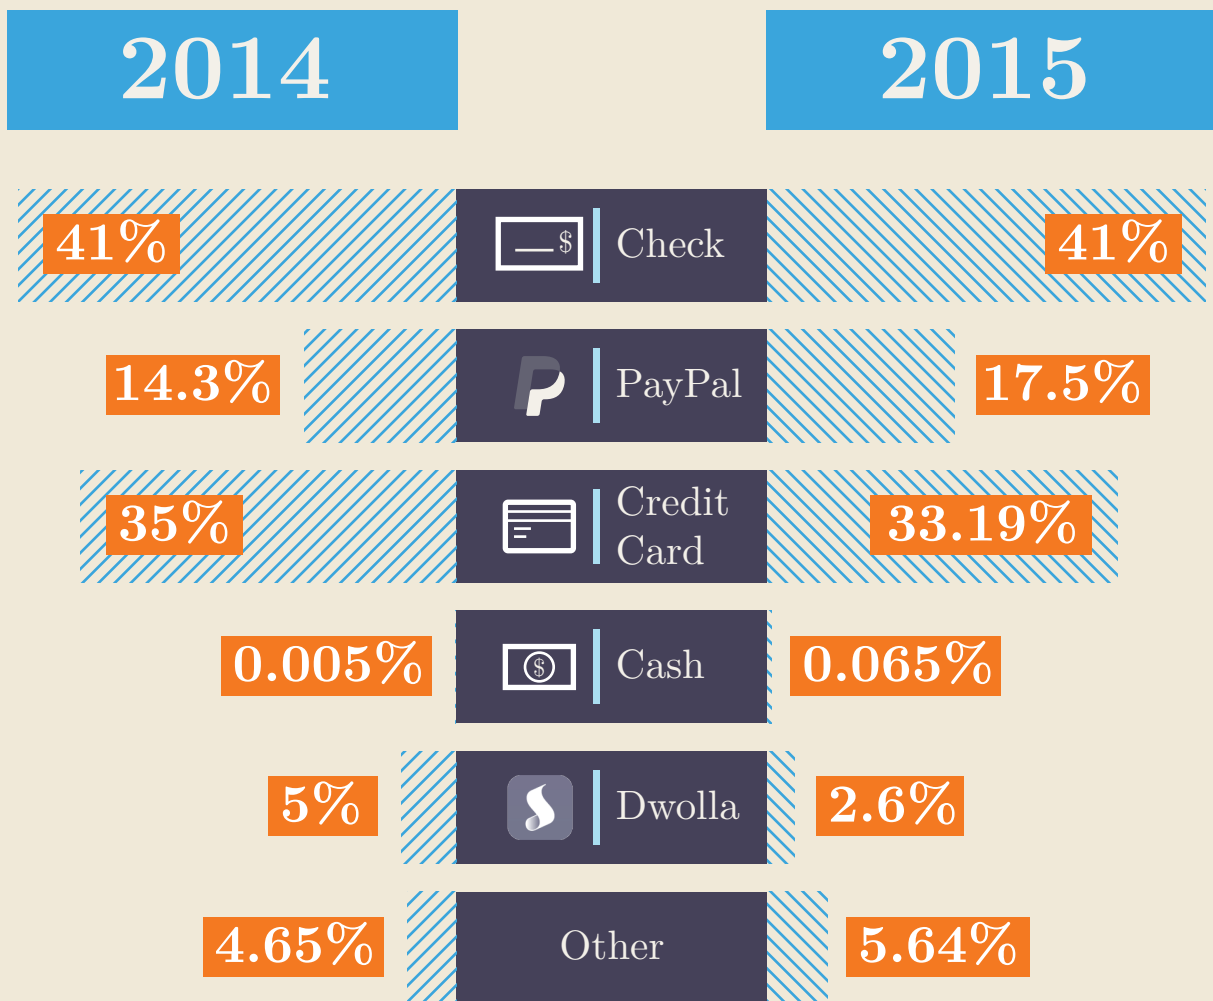 2014 2015
41% $ Check 41%
14.3% PayPal 17.5%
35% Credit Card 33.19%
0.005% $ Cash 0.065%
5% Dwolla 2.6%
4.65% Other 5.64%